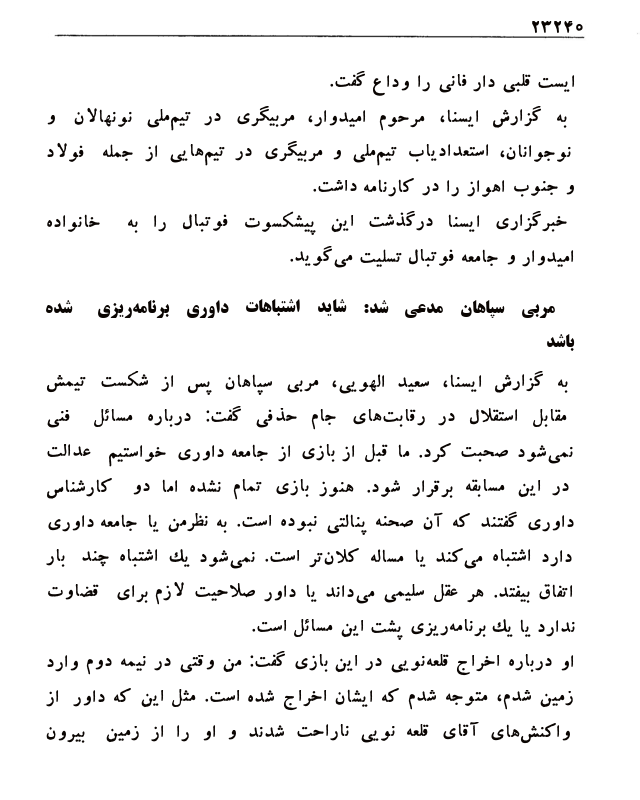 ۲۳۲۴۰
ایست قلبی دار فانی را وداع گفت.
به گزارش ایسنا، مرحوم امیدوار، مربیگری در تیم‌ملی نونهالان و
نوجوانان، استعدادیاب تیم‌ملی و مربیگری در تیم‌هایی از جمله فولاد
و جنوب اهواز را در کارنامه داشت.
خبرگزاری ایسنا درگذشت این پیشکسوت فوتبال را به خانواده
امیدوار و جامعه فوتبال تسلیت می‌گوید.
مربی سپاهان مدعی شد: شاید اشتباهات داوری برنامه‌ریزی شده
باشد
به گزارش ایسنا، سعید الهویی، مربی سپاهان پس از شکست تیمش
مقابل استقلال در رقابت‌های جام حذفی گفت: درباره مسائل فنی
نمی‌شود صحبت کرد. ما قبل از بازی از جامعه داوری خواستیم عدالت
در این مسابقه برقرار شود. هنوز بازی تمام نشده اما دو کارشناس
داوری گفتند که آن صحنه پنالتی نبوده است. به نظرمن یا جامعه‌داوری
دارد اشتباه می‌کند یا مساله کلان‌تر است. نمی‌شود یك اشتباه چند بار
اتفاق بیفتد. هر عقل سلیمی می‌داند یا داور صلاحیت لازم برای قضاوت
ندارد یا یك برنامه‌ریزی پشت این مسائل است.
او درباره اخراج قلعه‌نویی در این بازی گفت: من وقتی در نیمه دوم وارد
زمین شدم، متوجه شدم که ایشان اخراج شده است. مثل این که داور از
واکنش‌های آقای قلعه نویی ناراحت شدند و او را از زمین بیرون